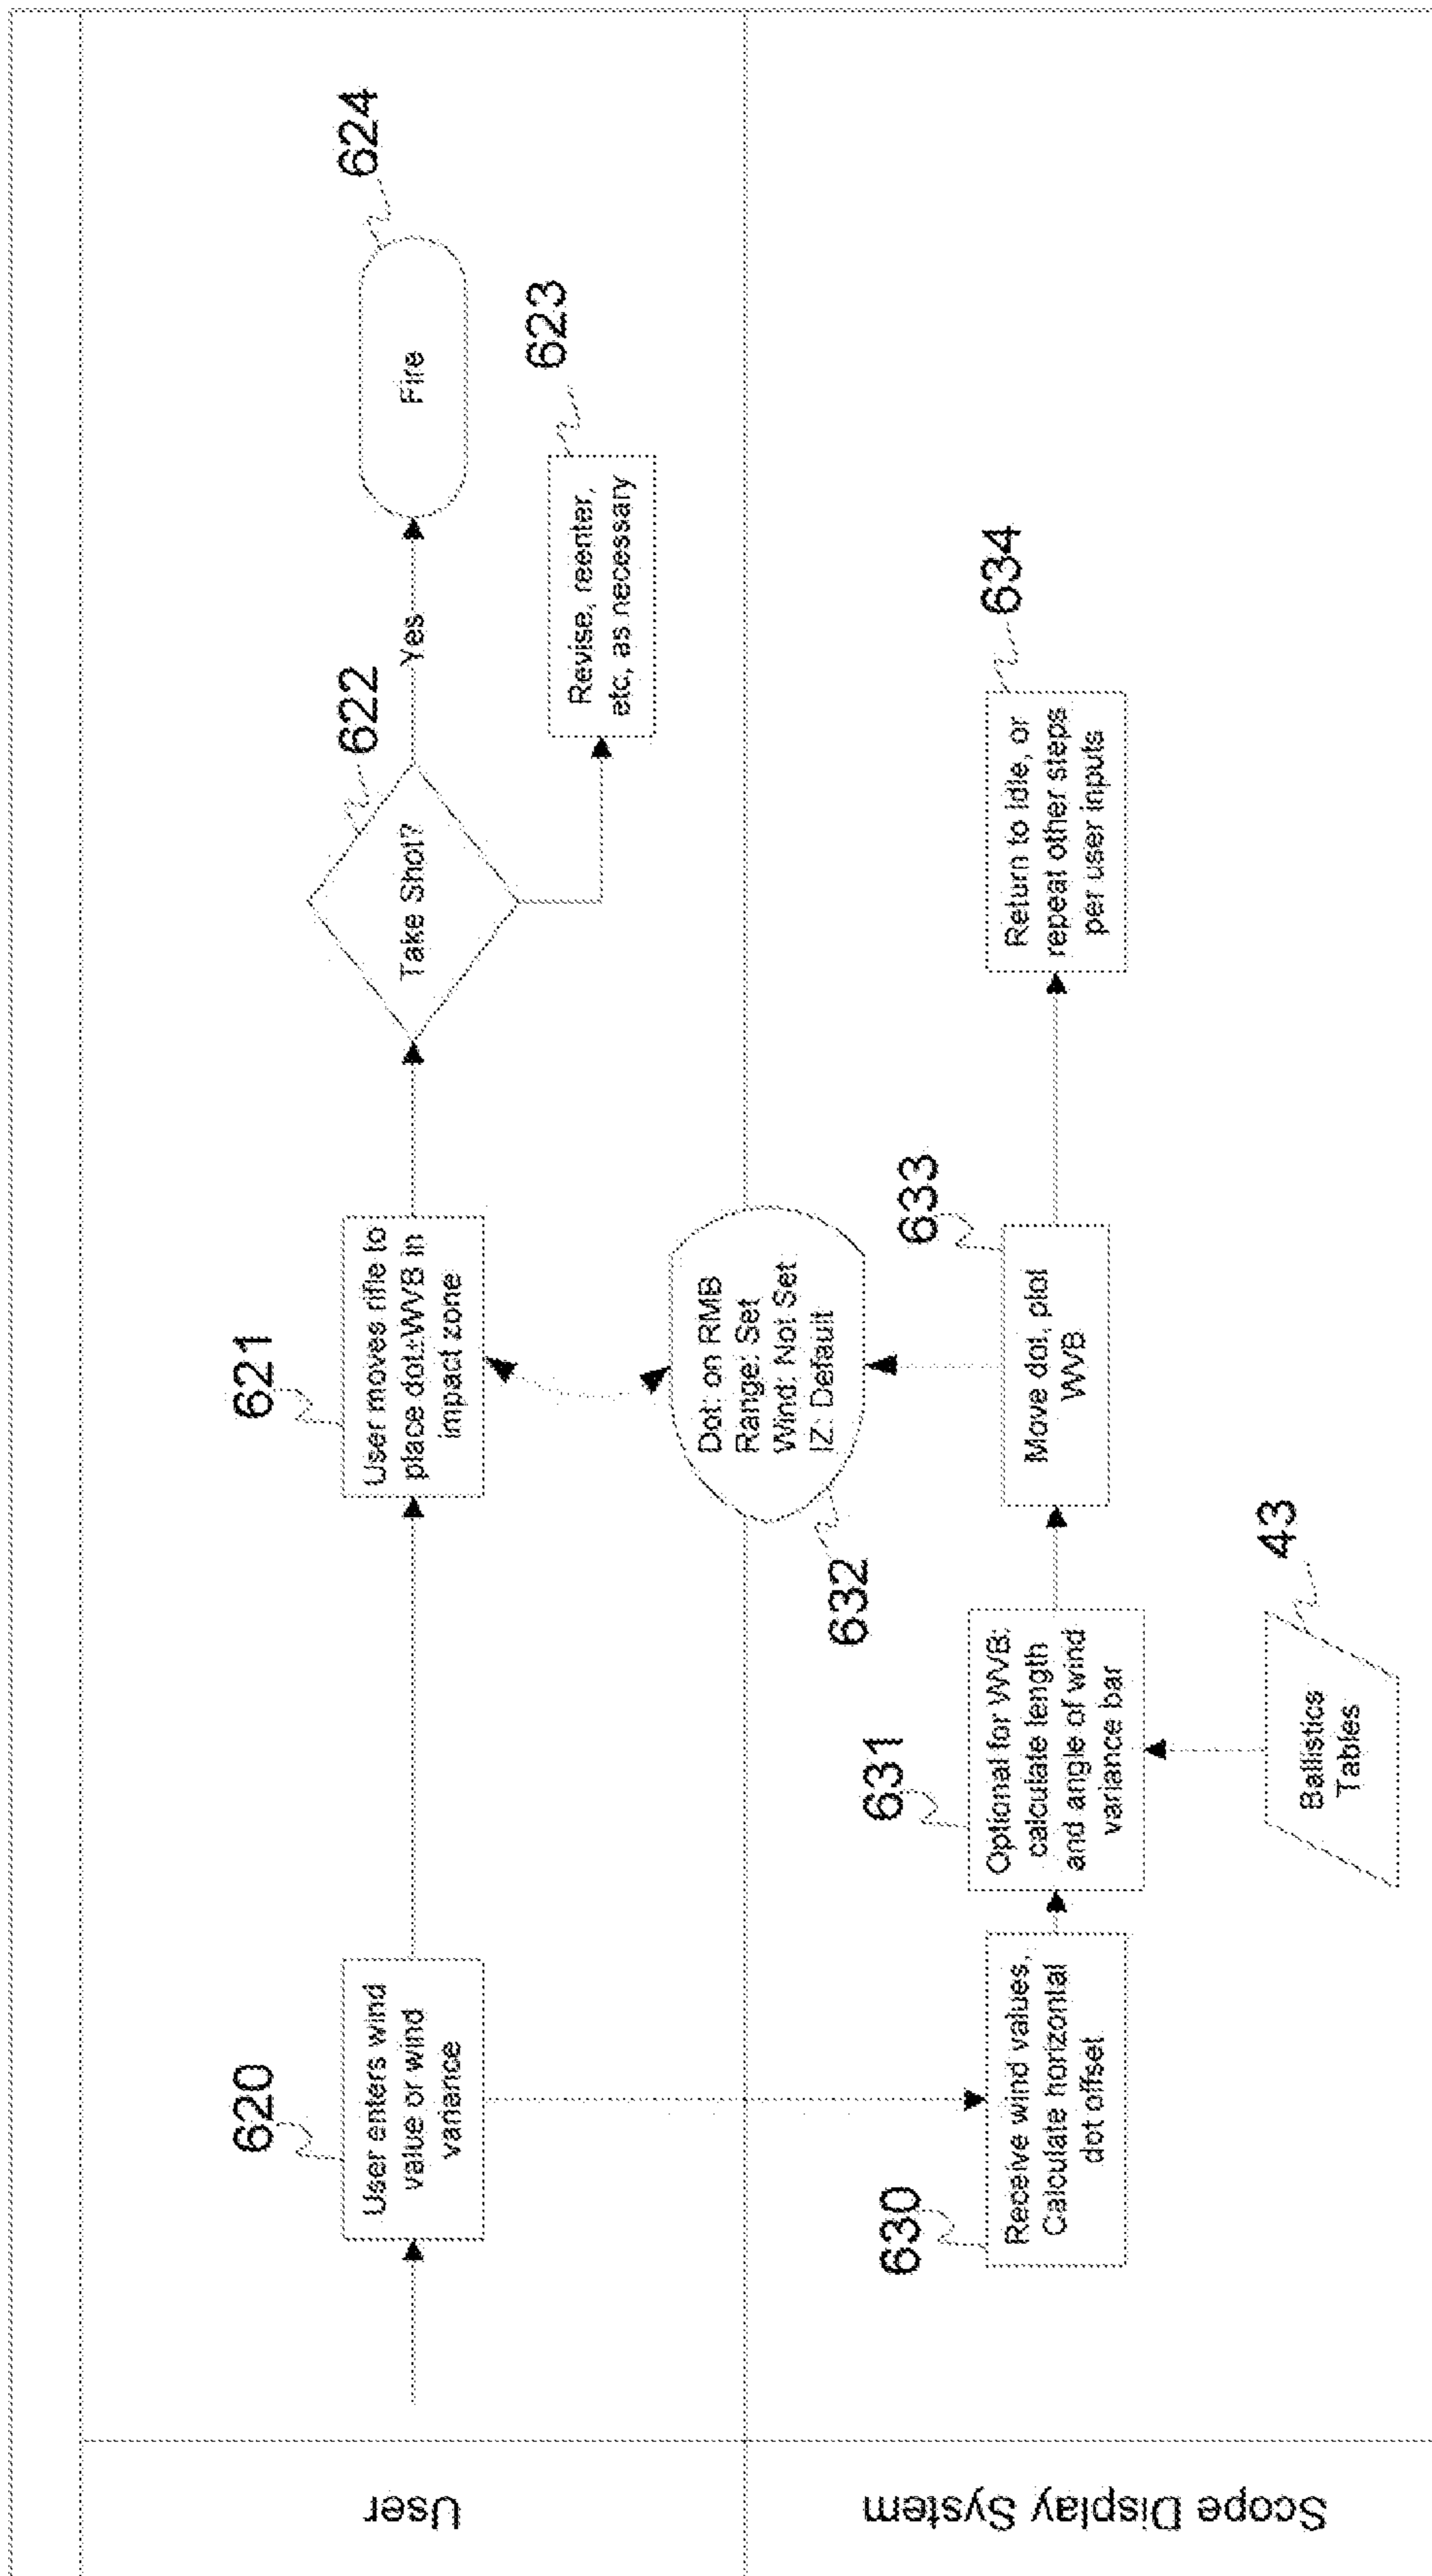 User
620
User enters wind
value or wind
variance
621
User moves rifle to
place dot±WVB in
impact zone
622
Take Shot?
Yes
624
Fire
623
Revise, reenter,
etc, as necessary
Scope Display System
630
Receive wind values,
Calculate horizontal
dot offset
631
Optional for WVB:
calculate length
and angle of wind
variance bar
43
Ballistics
Tables
632
Dot: on RMB
Range: Set
Wind: Not Set
IZ: Default
633
Move dot, plot
WVB
634
Return to Idle, or
repeat other steps
per user inputs